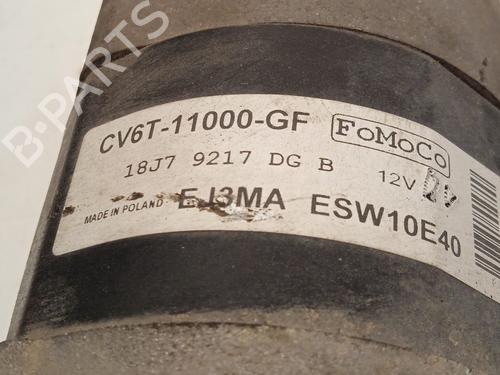 CV6T-11000-GF FoMoCo
18J7 9217 DG B 12V
MADE IN POLAND EJ3MA ESW10E40
B-PARTS